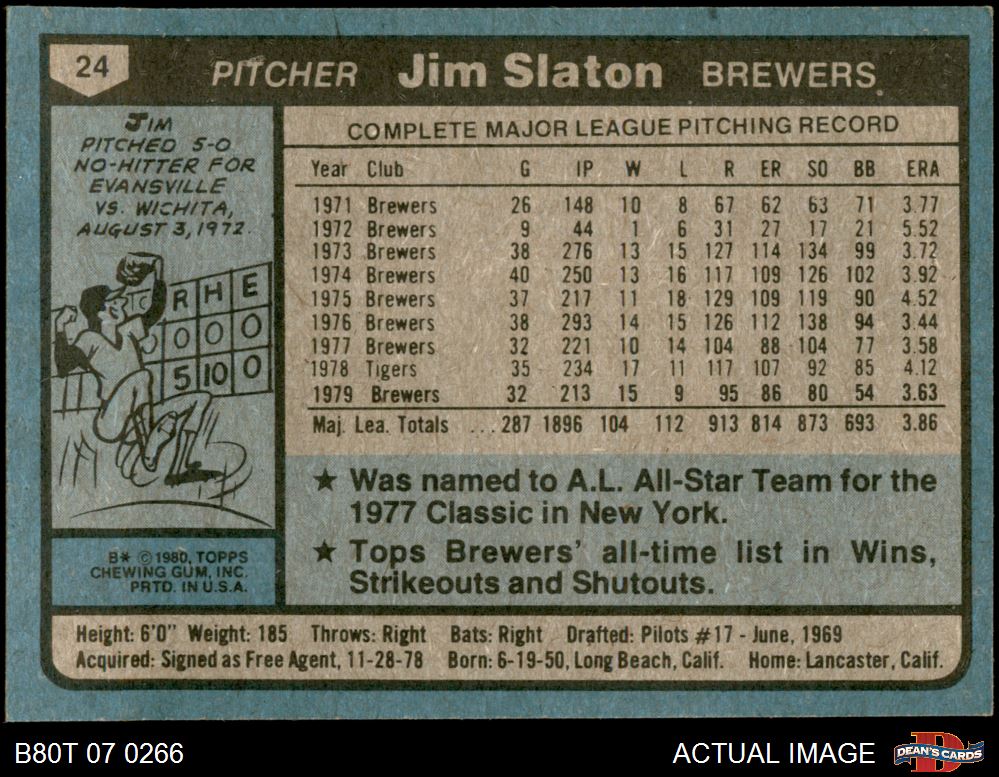 24 PITCHER Jim Slaton BREWERS
JIM
PITCHED 5-0
NO-HITTER FOR
EVANSVILLE
VS. WICHITA,
AUGUST 3, 1972.
R H E
0 0 0
5 10 0
B* © 1980, TOPPS
CHEWING GUM, INC.
PRTD. IN U.S.A.
COMPLETE MAJOR LEAGUE PITCHING RECORD
Year Club G IP W L R ER SO BB ERA
1971 Brewers 26 148 10 8 67 62 63 71 3.77
1972 Brewers 9 44 1 6 31 27 17 21 5.52
1973 Brewers 38 276 13 15 127 114 134 99 3.72
1974 Brewers 40 250 13 16 117 109 126 102 3.92
1975 Brewers 37 217 11 18 129 109 119 90 4.52
1976 Brewers 38 293 14 15 126 112 138 94 3.44
1977 Brewers 32 221 10 14 104 88 104 77 3.58
1978 Tigers 35 234 17 11 117 107 92 85 4.12
1979 Brewers 32 213 15 9 95 86 80 54 3.63
Maj. Lea. Totals ...287 1896 104 112 913 814 873 693 3.86
★ Was named to A.L. All-Star Team for the
1977 Classic in New York.
★ Tops Brewers' all-time list in Wins,
Strikeouts and Shutouts.
Height: 6'0" Weight: 185 Throws: Right Bats: Right Drafted: Pilots #17 - June, 1969
Acquired: Signed as Free Agent, 11-28-78 Born: 6-19-50, Long Beach, Calif. Home: Lancaster, Calif.
B80T 07 0266 ACTUAL IMAGE DEAN'S CARDS